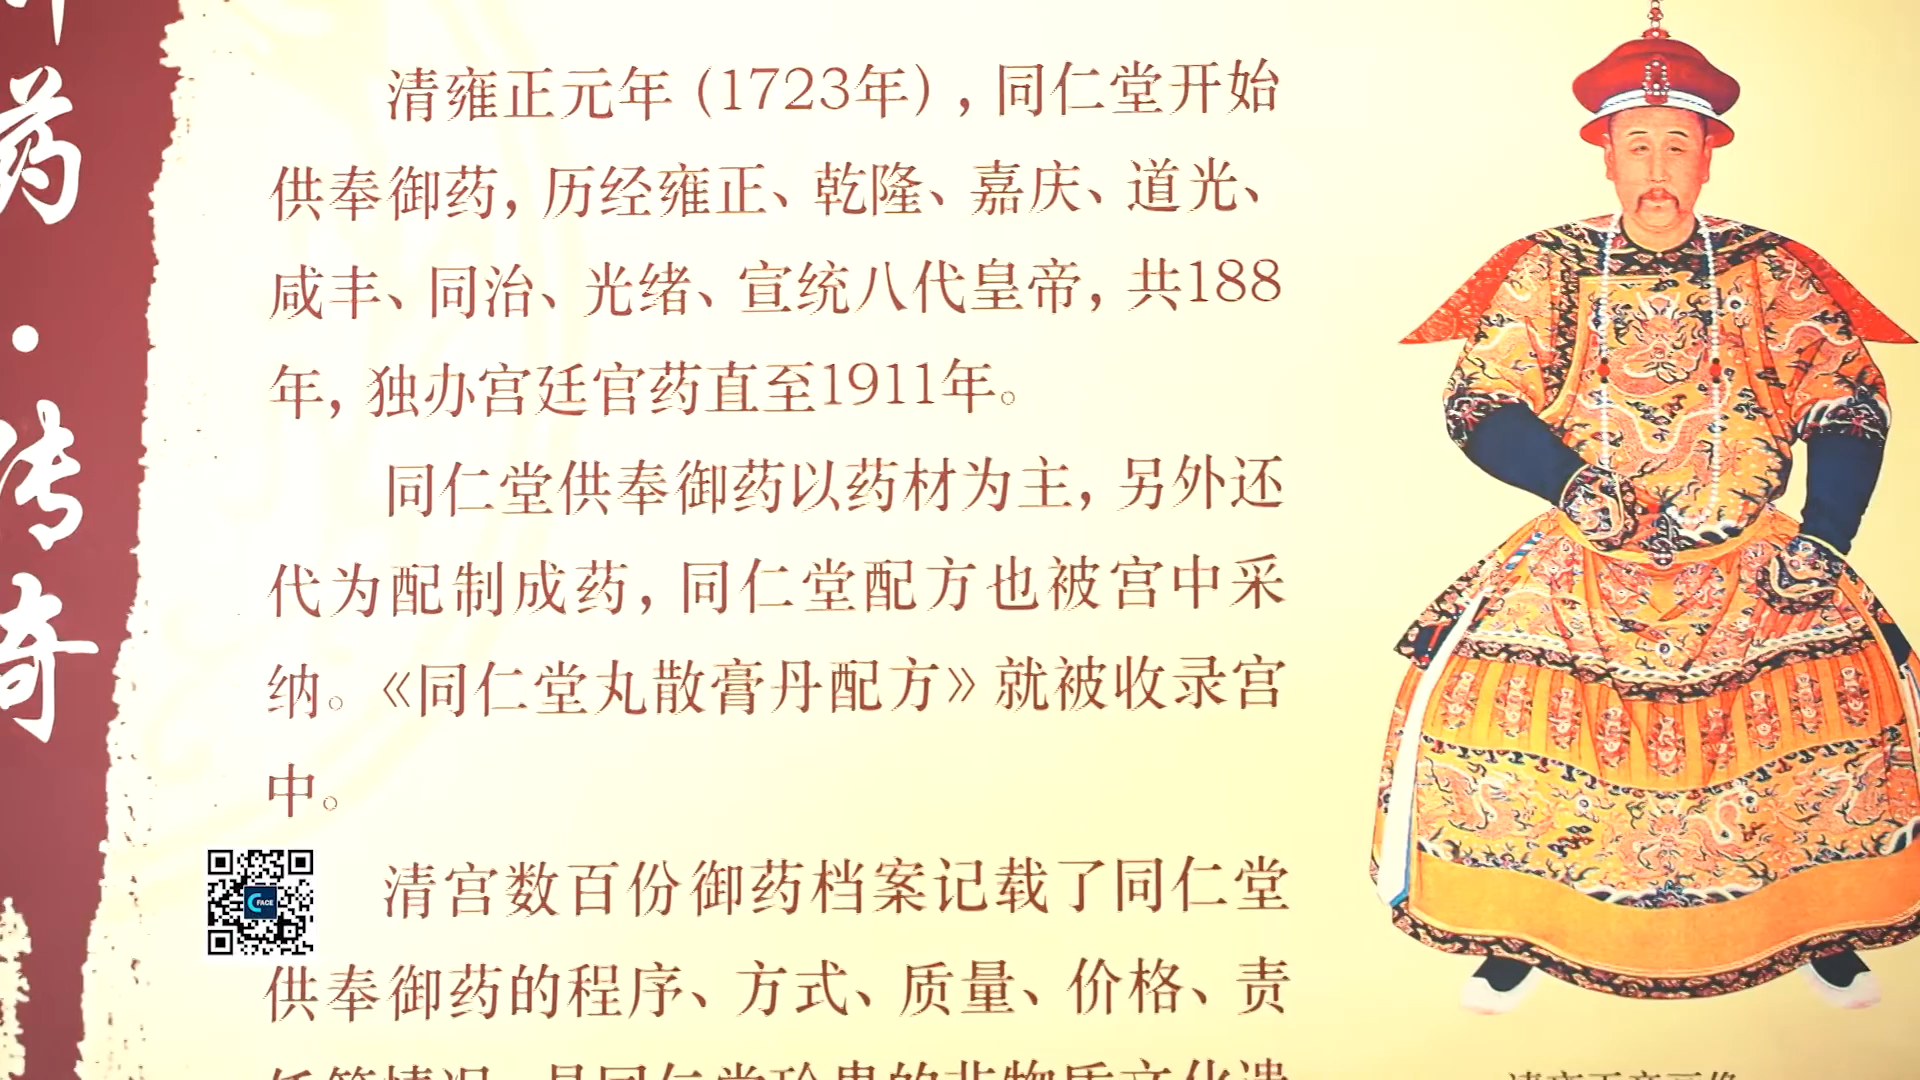 药·传奇
清雍正元年(1723年),同仁堂开始
供奉御药,历经雍正、乾隆、嘉庆、道光、
咸丰、同治、光绪、宣统八代皇帝,共188
年,独办宫廷官药直至1911年。
同仁堂供奉御药以药材为主,另外还
代为配制成药,同仁堂配方也被宫中采
纳。《同仁堂丸散膏丹配方》就被收录宫
中。
清宫数百份御药档案记载了同仁堂
供奉御药的程序、方式、质量、价格、责
FACE